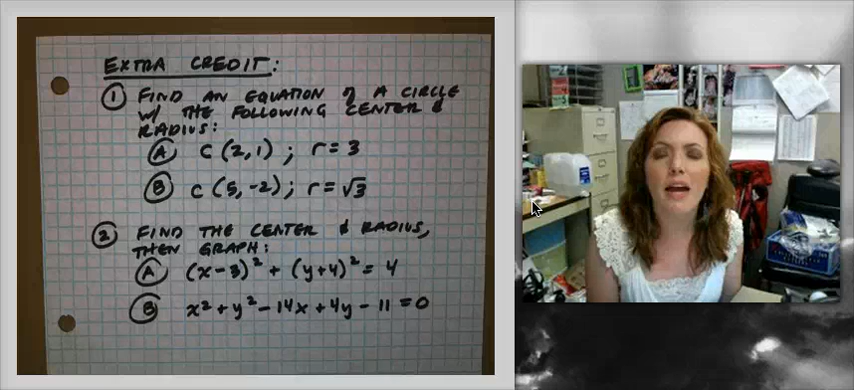 EXTRA CREDIT:
① FIND AN EQUATION OF A CIRCLE
W/ THE FOLLOWING CENTER &
RADIUS:
Ⓐ C (2, 1) ; r = 3
Ⓑ C (5, -2) ; r = √3
② FIND THE CENTER & RADIUS,
THEN GRAPH:
Ⓐ (x-3)² + (y+4)² = 4
Ⓑ x² + y² - 14x + 4y - 11 = 0